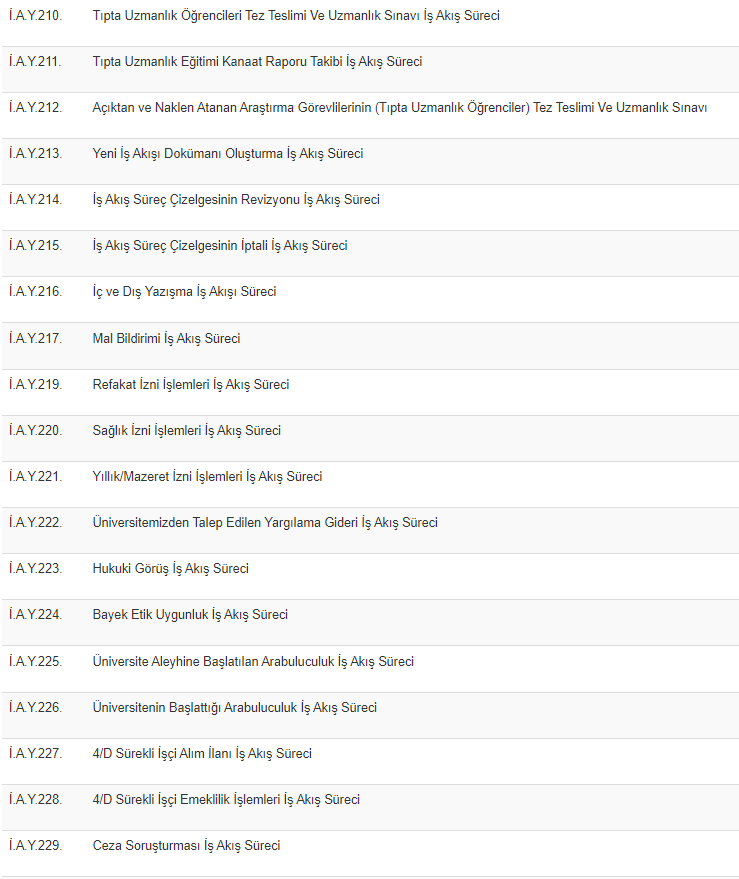 İ.A.Y.210. Tıpta Uzmanlık Öğrencileri Tez Teslimi Ve Uzmanlık Sınavı İş Akış Süreci
İ.A.Y.211. Tıpta Uzmanlık Eğitimi Kanaat Raporu Takibi İş Akış Süreci
İ.A.Y.212. Açıktan ve Naklen Atanan Araştırma Görevlilerinin (Tıpta Uzmanlık Öğrenciler) Tez Teslimi Ve Uzmanlık Sınavı
İ.A.Y.213. Yeni İş Akışı Dokümanı Oluşturma İş Akış Süreci
İ.A.Y.214. İş Akış Süreç Çizelgesinin Revizyonu İş Akış Süreci
İ.A.Y.215. İş Akış Süreç Çizelgesinin İptali İş Akış Süreci
İ.A.Y.216. İç ve Dış Yazışma İş Akışı Süreci
İ.A.Y.217. Mal Bildirimi İş Akış Süreci
İ.A.Y.219. Refakat İzni İşlemleri İş Akış Süreci
İ.A.Y.220. Sağlık İzni İşlemleri İş Akış Süreci
İ.A.Y.221. Yıllık/Mazeret İzni İşlemleri İş Akış Süreci
İ.A.Y.222. Üniversitemizden Talep Edilen Yargılama Gideri İş Akış Süreci
İ.A.Y.223. Hukuki Görüş İş Akış Süreci
İ.A.Y.224. Bayek Etik Uygunluk İş Akış Süreci
İ.A.Y.225. Üniversite Aleyhine Başlatılan Arabuluculuk İş Akış Süreci
İ.A.Y.226. Üniversitenin Başlattığı Arabuluculuk İş Akış Süreci
İ.A.Y.227. 4/D Sürekli İşçi Alım İlanı İş Akış Süreci
İ.A.Y.228. 4/D Sürekli İşçi Emeklilik İşlemleri İş Akış Süreci
İ.A.Y.229. Ceza Soruşturması İş Akış Süreci